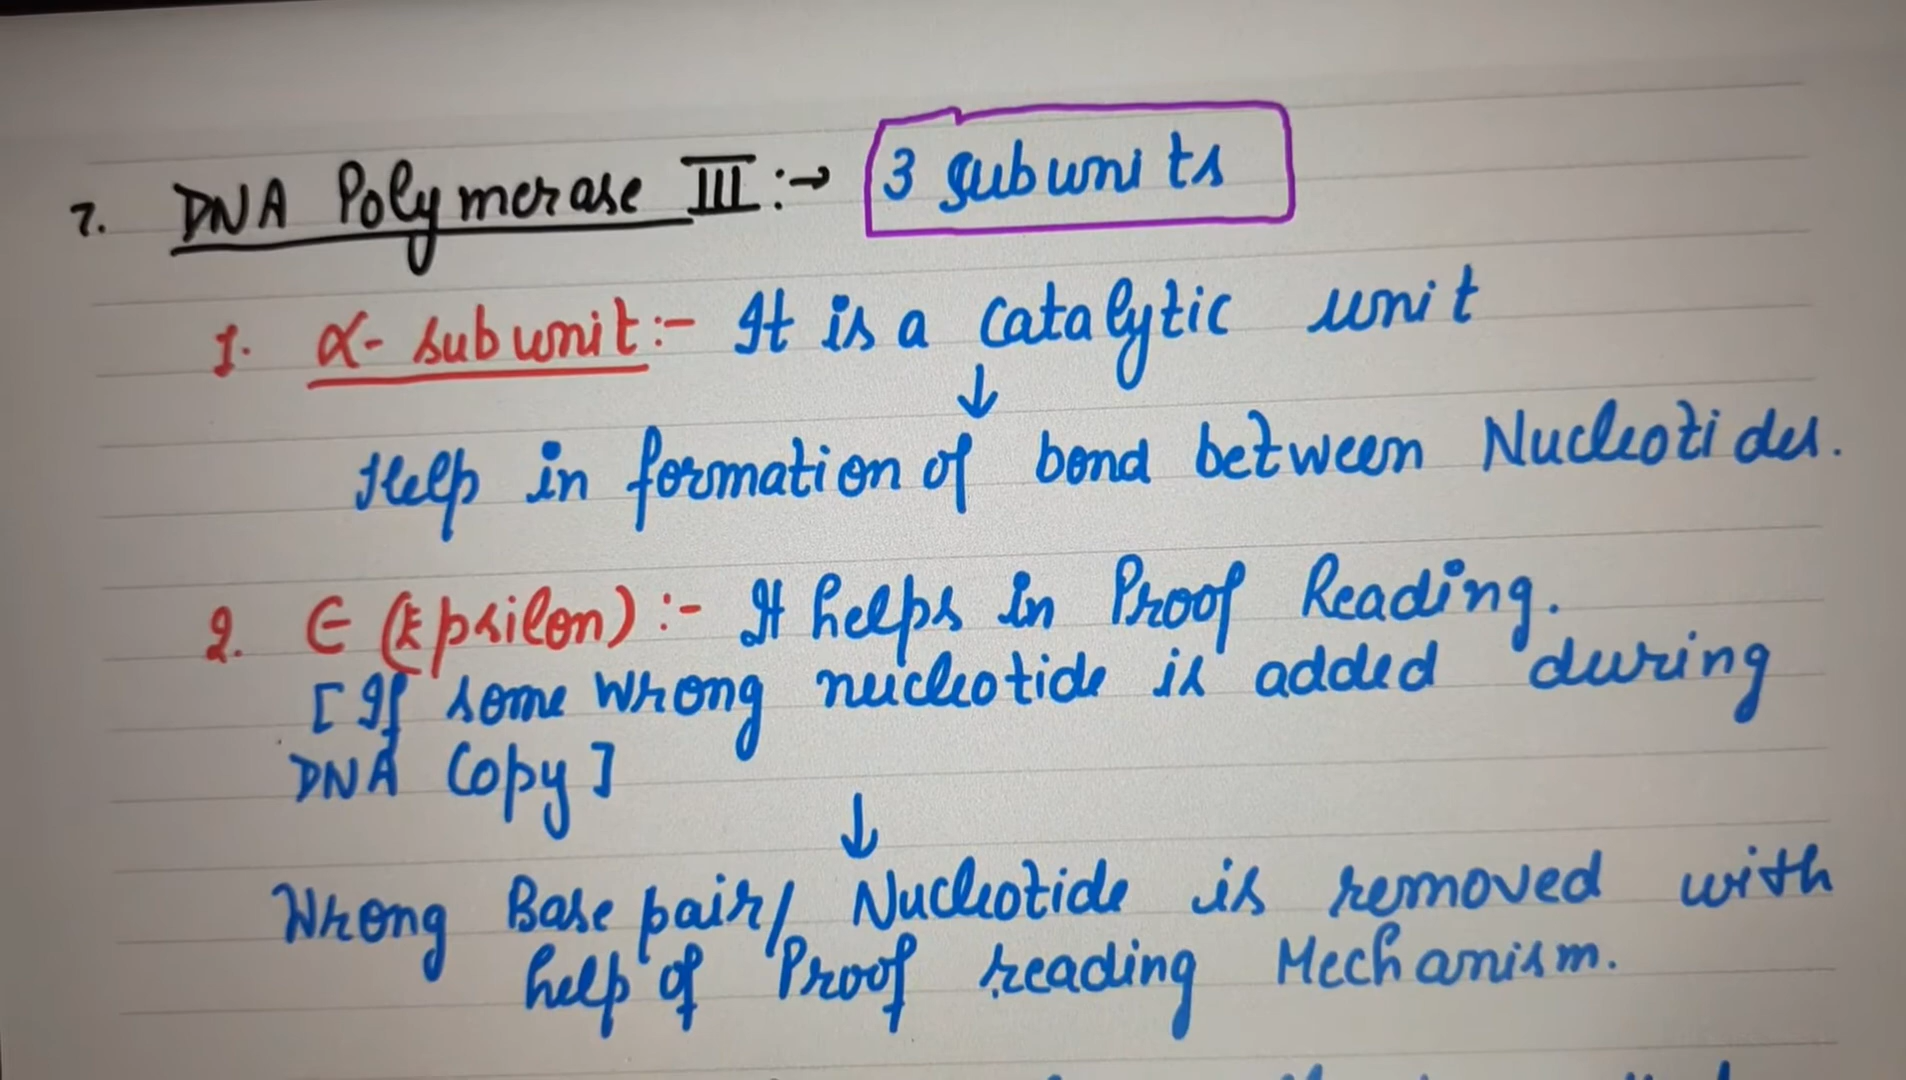 7. DNA Polymerase III :→ 3 subunits
1. α- subunit :- It is a catalytic unit
↓
Help in formation of bond between Nucleotides.
2. ∈ (Epsilon) :- It helps in Proof Reading.
[If some wrong nucleotide is added during
DNA Copy]
↓
Wrong Base pair/ Nucleotide is removed with
help of Proof reading Mechanism.